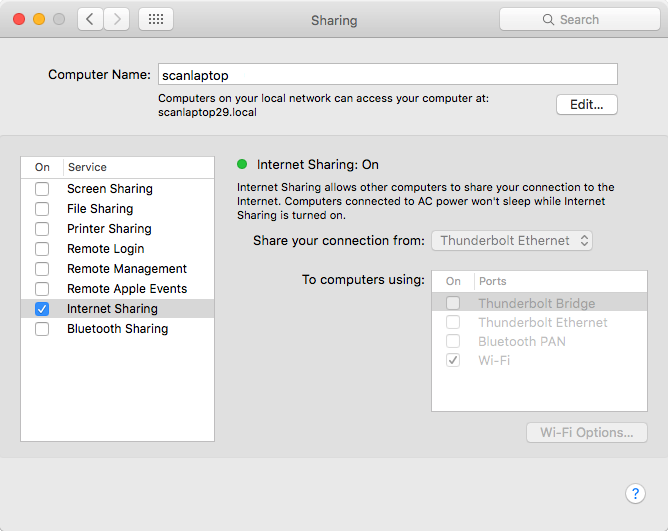 Sharing
Search
Computer Name: scanlaptop
Computers on your local network can access your computer at:
scanlaptop29.local
Edit...
On Service
Screen Sharing
File Sharing
Printer Sharing
Remote Login
Remote Management
Remote Apple Events
Internet Sharing
Bluetooth Sharing
Internet Sharing: On
Internet Sharing allows other computers to share your connection to the
Internet. Computers connected to AC power won't sleep while Internet
Sharing is turned on.
Share your connection from: Thunderbolt Ethernet
To computers using:
On Ports
Thunderbolt Bridge
Thunderbolt Ethernet
Bluetooth PAN
Wi-Fi
Wi-Fi Options...
?